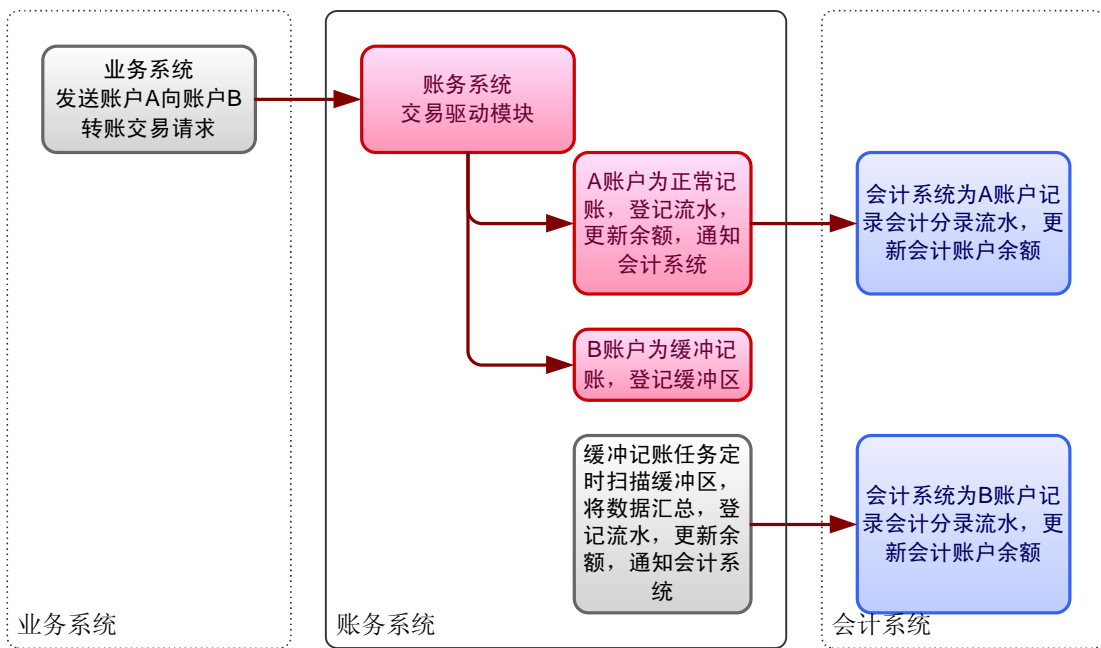 业务系统
发送账户A向账户B
转账交易请求
账务系统
交易驱动模块
A账户为正常记
账，登记流水，
更新余额，通知
会计系统
会计系统为A账户记
录会计分录流水，更
新会计账户余额
B账户为缓冲记
账，登记缓冲区
缓冲记账任务定
时扫描缓冲区，
将数据汇总，登
记流水，更新余
额，通知会计系
统
会计系统为B账户记
录会计分录流水，更
新会计账户余额
业务系统
账务系统
会计系统